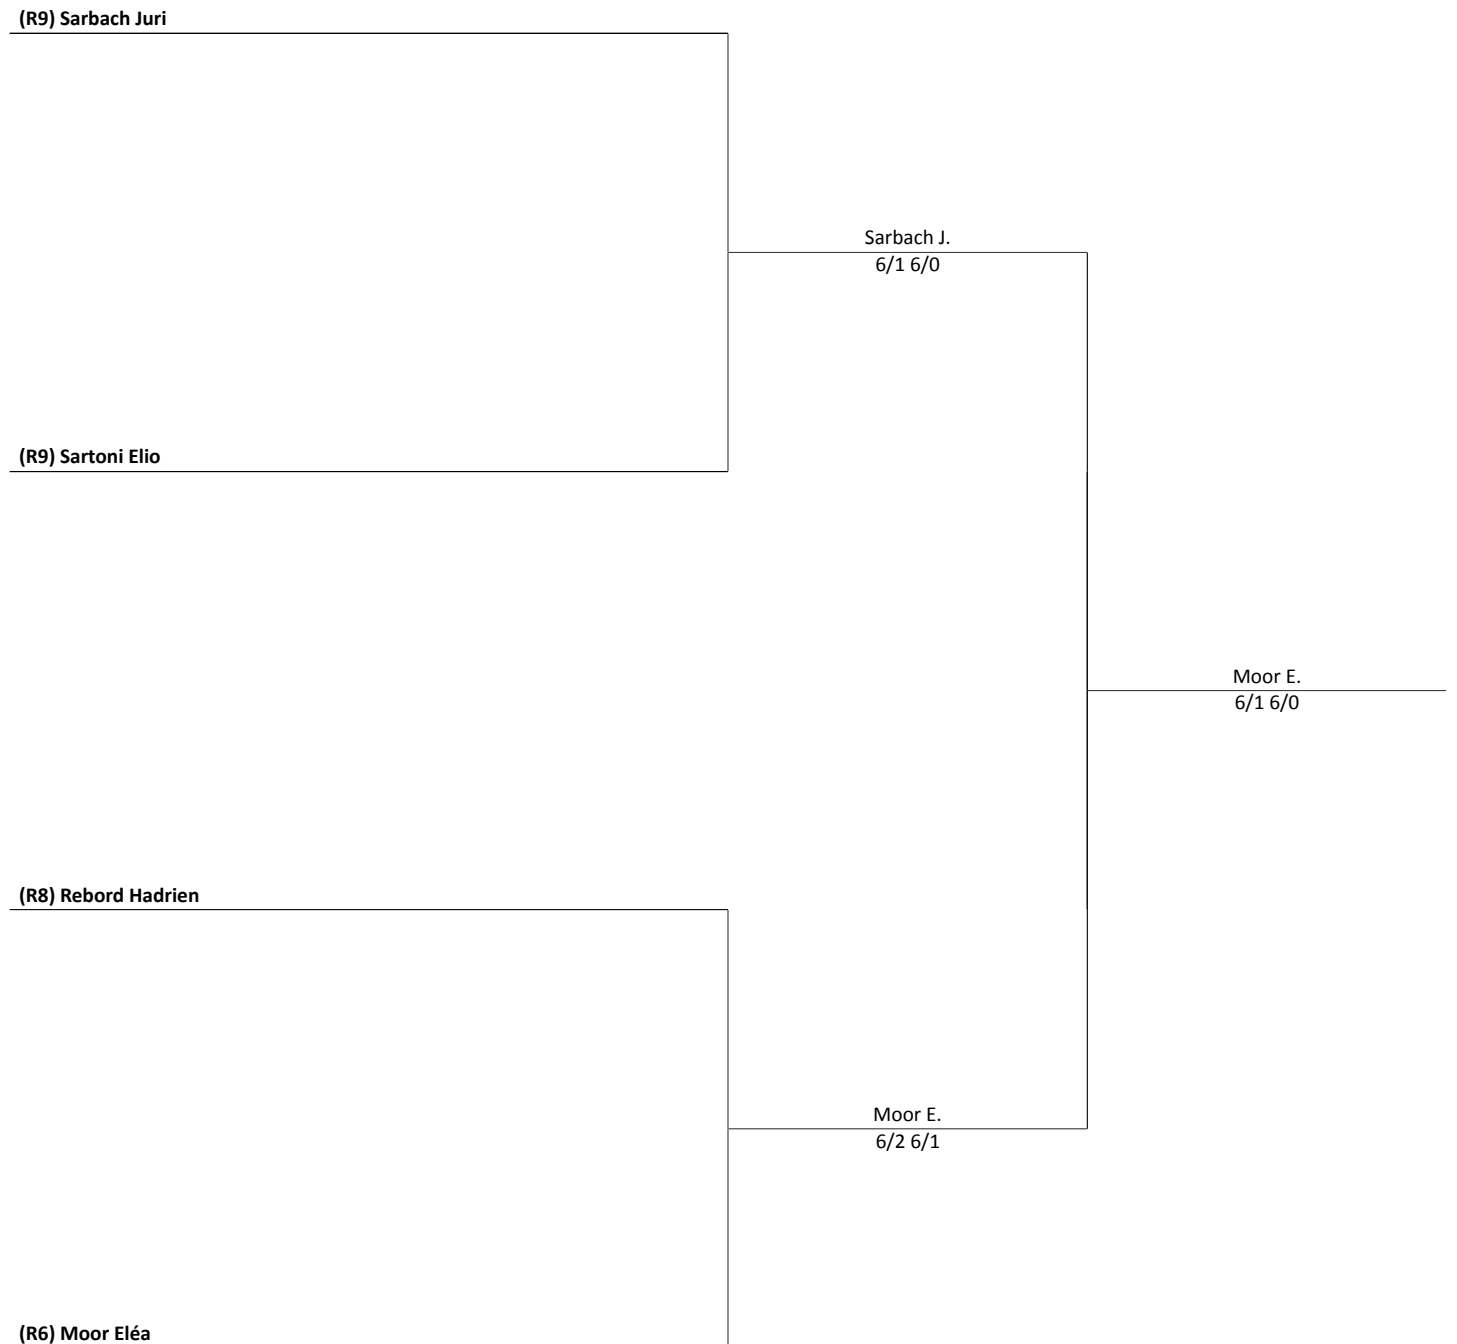 (R9) Sarbach Juri
Sarbach J.
6/1 6/0
(R9) Sartoni Elio
Moor E.
6/1 6/0
(R8) Rebord Hadrien
Moor E.
6/2 6/1
(R6) Moor Eléa